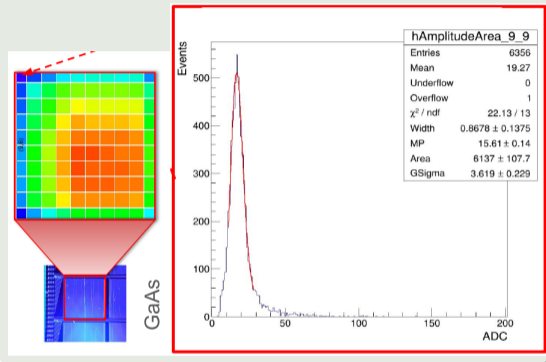 hAmplitudeArea_9_9
Entries 6356
Mean 19.27
Underflow 0
Overflow 1
χ² / ndf 22.13 / 13
Width 0.8678 ± 0.1375
MP 15.61 ± 0.14
Area 6137 ± 107.7
GSigma 3.619 ± 0.229
Events
500
400
300
200
100
0
0 50 100 150 200
ADC
GaAs